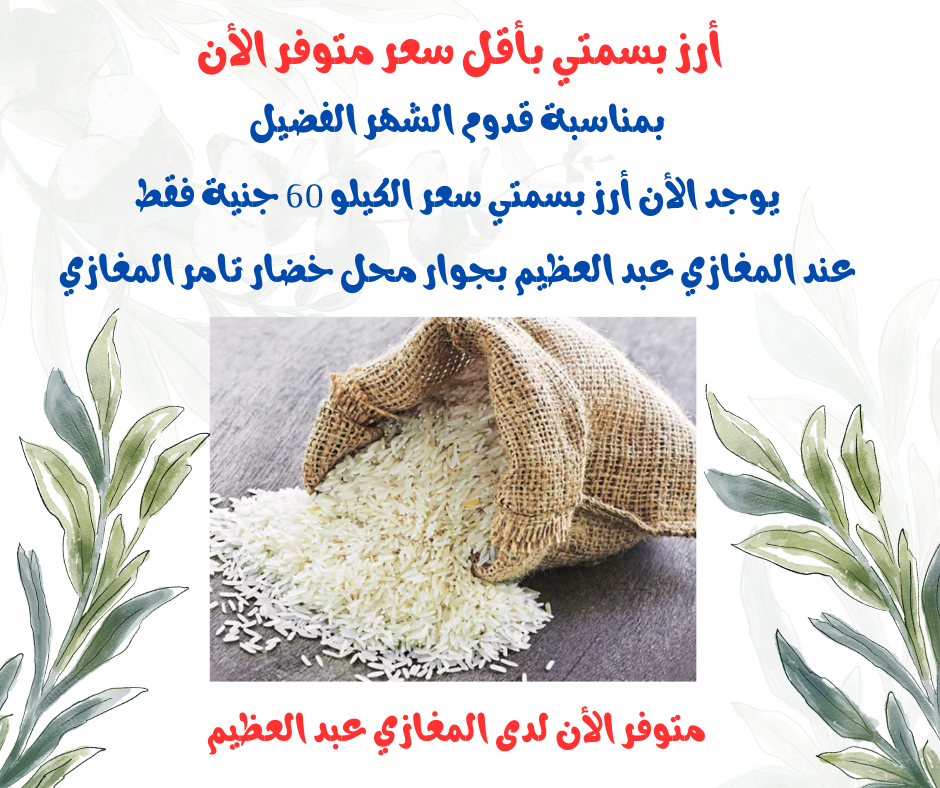 أرز بسمتي بأقل سعر متوفر الأن
بمناسبة قدوم الشهر الفضيل
يوجد الأن أرز بسمتي سعر الكيلو 60 جنية فقط
عند المغازي عبد العظيم بجوار محل خضار تامر المغازي
متوفر الأن لدى المغازي عبد العظيم